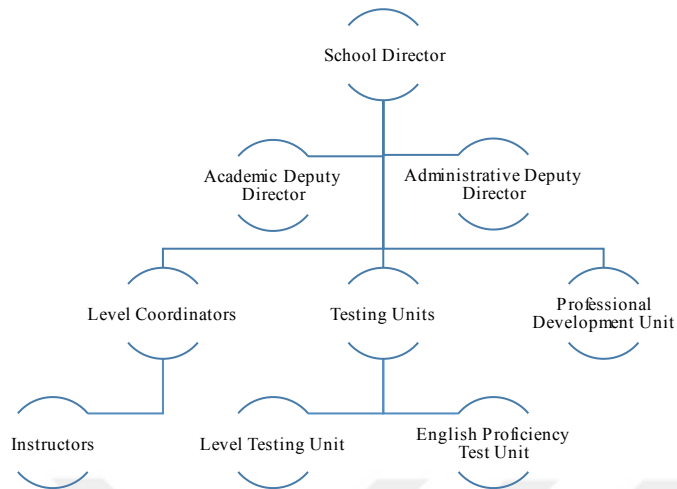 School Director
Academic Deputy
Director
Administrative Deputy
Director
Level Coordinators
Testing Units
Professional
Development Unit
Instructors
Level Testing Unit
English Proficiency
Test Unit